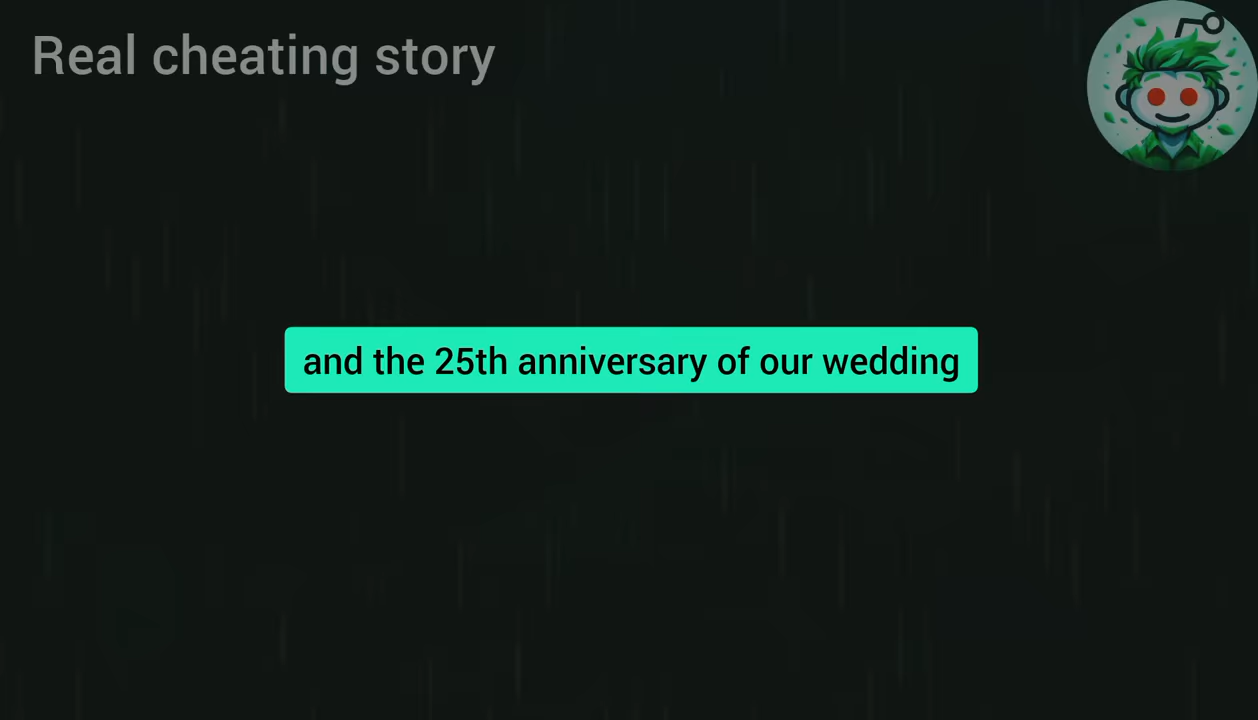 Real cheating story
and the 25th anniversary of our wedding